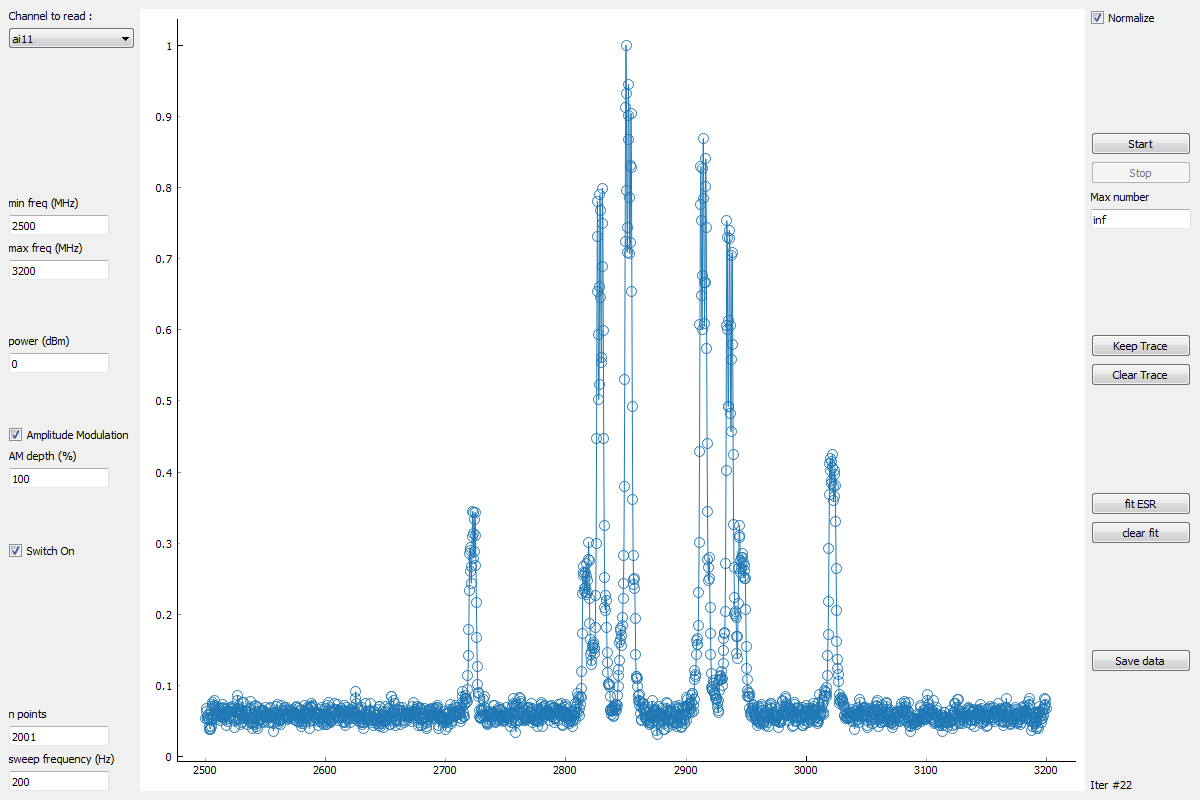 Channel to read :
ai11
min freq (MHz)
2500
max freq (MHz)
3200
power (dBm)
0
Amplitude Modulation
AM depth (%)
100
Switch On
n points
2001
sweep frequency (Hz)
200
1
0.9
0.8
0.7
0.6
0.5
0.4
0.3
0.2
0.1
0
2500 2600 2700 2800 2900 3000 3100 3200
Normalize
Start
Stop
Max number
inf
Keep Trace
Clear Trace
fit ESR
clear fit
Save data
Iter #22